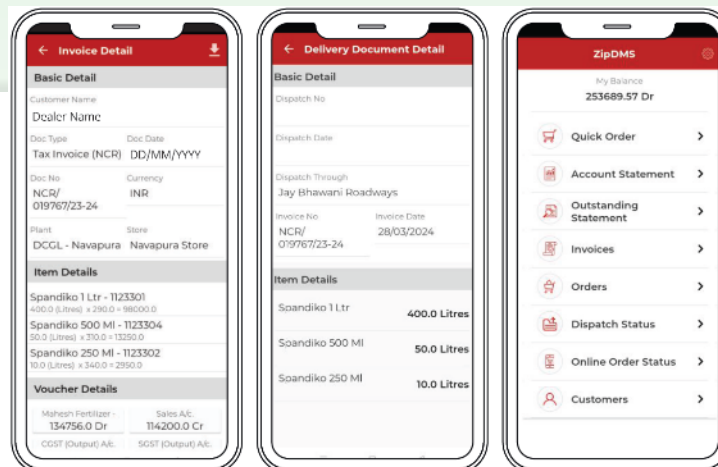 ← Invoice Detail
Basic Detail
Customer Name
Dealer Name
Doc Type Doc Date
Tax Invoice (NCR) DD/MM/YYYY
Doc No Currency
NCR/ INR
019767/23-24
Plant Store
DCGL - Navapura Navapura Store
Item Details
Spandiko 1 Ltr - 1123301
400.0 (Litres) x 290.0 = 98000.0
Spandiko 500 Ml - 1123304
50.0 (Litres) x 310.0 = 13250.0
Spandiko 250 Ml - 1123302
10.0 (Litres) x 340.0 = 2950.0
Voucher Details
Mahesh Fertilizer - Sales A/c.
134756.0 Dr 114200.0 Cr
CGST (Output) A/c. SGST (Output) A/c.
← Delivery Document Detail
Basic Detail
Dispatch No
Dispatch Date
Dispatch Through
Jay Bhawani Roadways
Invoice No Invoice Date
NCR/ 28/03/2024
019767/23-24
Item Details
Spandiko 1 Ltr 400.0 Litres
Spandiko 500 Ml 50.0 Litres
Spandiko 250 Ml 10.0 Litres
ZipDMS
My Balance
253689.57 Dr
Quick Order
Account Statement
Outstanding
Statement
Invoices
Orders
Dispatch Status
Online Order Status
Customers